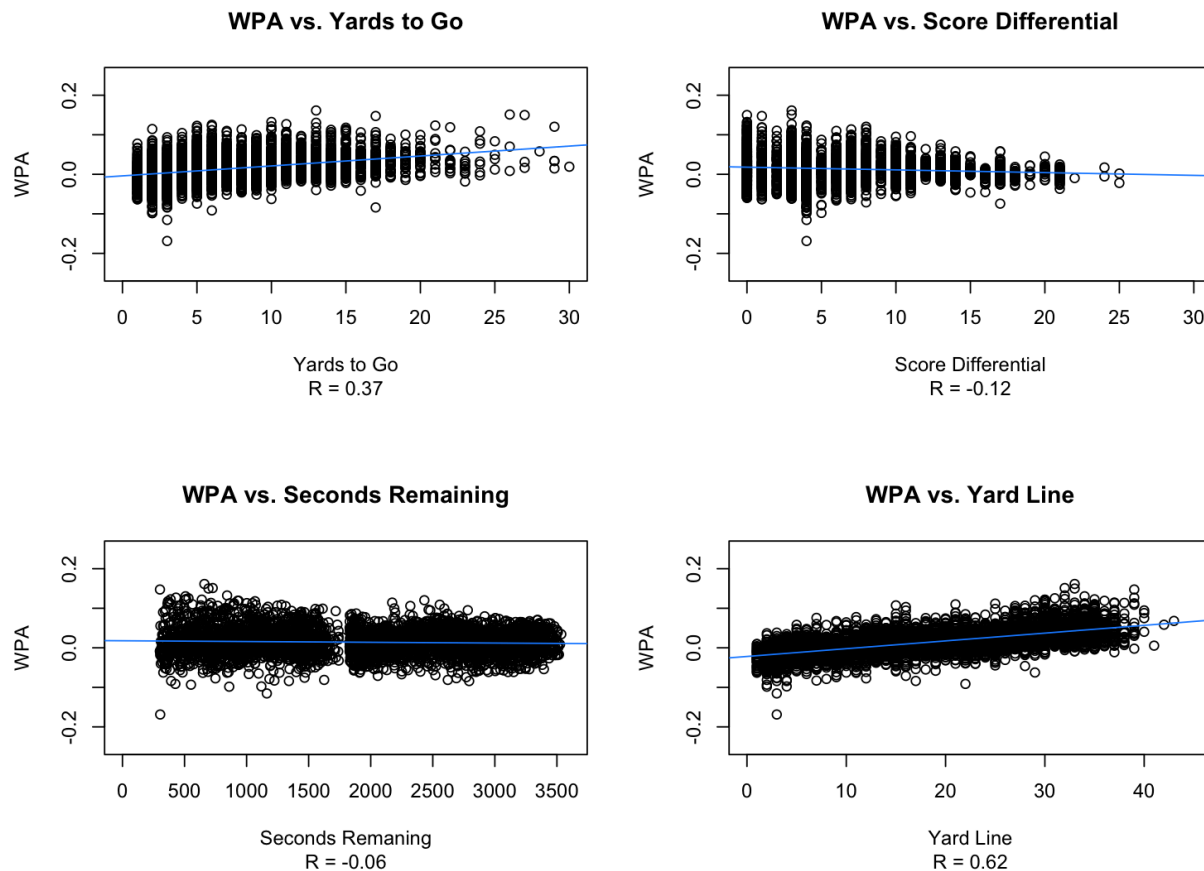 WPA vs. Yards to Go
WPA
0.2
0.0
-0.2
0 5 10 15 20 25 30
Yards to Go
R = 0.37
WPA vs. Score Differential
WPA
0.2
0.0
-0.2
0 5 10 15 20 25 30
Score Differential
R = -0.12
WPA vs. Seconds Remaining
WPA
0.2
0.0
-0.2
0 500 1000 1500 2000 2500 3000 3500
Seconds Remaning
R = -0.06
WPA vs. Yard Line
WPA
0.2
0.0
-0.2
0 10 20 30 40
Yard Line
R = 0.62